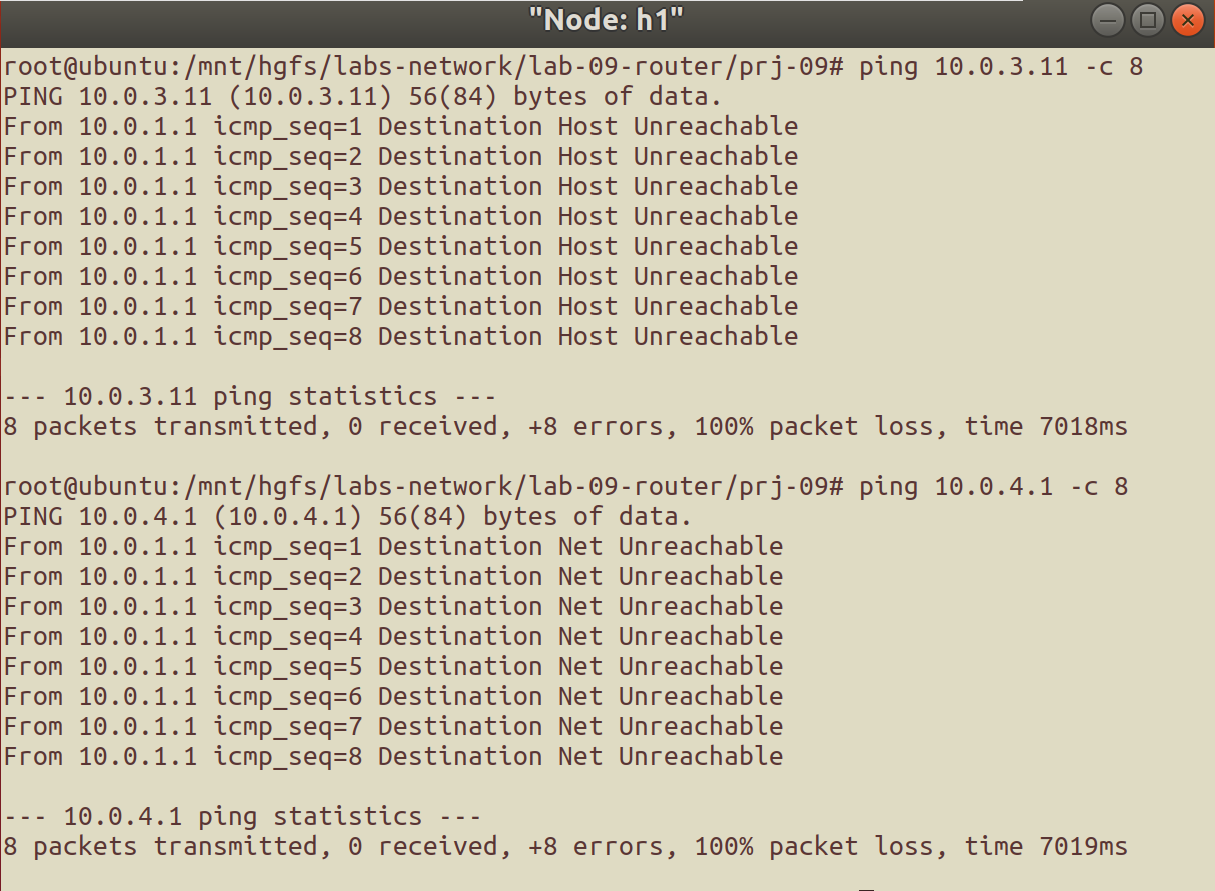 "Node: h1"
root@ubuntu:/mnt/hgfs/labs-network/lab-09-router/prj-09# ping 10.0.3.11 -c 8
PING 10.0.3.11 (10.0.3.11) 56(84) bytes of data.
From 10.0.1.1 icmp_seq=1 Destination Host Unreachable
From 10.0.1.1 icmp_seq=2 Destination Host Unreachable
From 10.0.1.1 icmp_seq=3 Destination Host Unreachable
From 10.0.1.1 icmp_seq=4 Destination Host Unreachable
From 10.0.1.1 icmp_seq=5 Destination Host Unreachable
From 10.0.1.1 icmp_seq=6 Destination Host Unreachable
From 10.0.1.1 icmp_seq=7 Destination Host Unreachable
From 10.0.1.1 icmp_seq=8 Destination Host Unreachable
--- 10.0.3.11 ping statistics ---
8 packets transmitted, 0 received, +8 errors, 100% packet loss, time 7018ms
root@ubuntu:/mnt/hgfs/labs-network/lab-09-router/prj-09# ping 10.0.4.1 -c 8
PING 10.0.4.1 (10.0.4.1) 56(84) bytes of data.
From 10.0.1.1 icmp_seq=1 Destination Net Unreachable
From 10.0.1.1 icmp_seq=2 Destination Net Unreachable
From 10.0.1.1 icmp_seq=3 Destination Net Unreachable
From 10.0.1.1 icmp_seq=4 Destination Net Unreachable
From 10.0.1.1 icmp_seq=5 Destination Net Unreachable
From 10.0.1.1 icmp_seq=6 Destination Net Unreachable
From 10.0.1.1 icmp_seq=7 Destination Net Unreachable
From 10.0.1.1 icmp_seq=8 Destination Net Unreachable
--- 10.0.4.1 ping statistics ---
8 packets transmitted, 0 received, +8 errors, 100% packet loss, time 7019ms